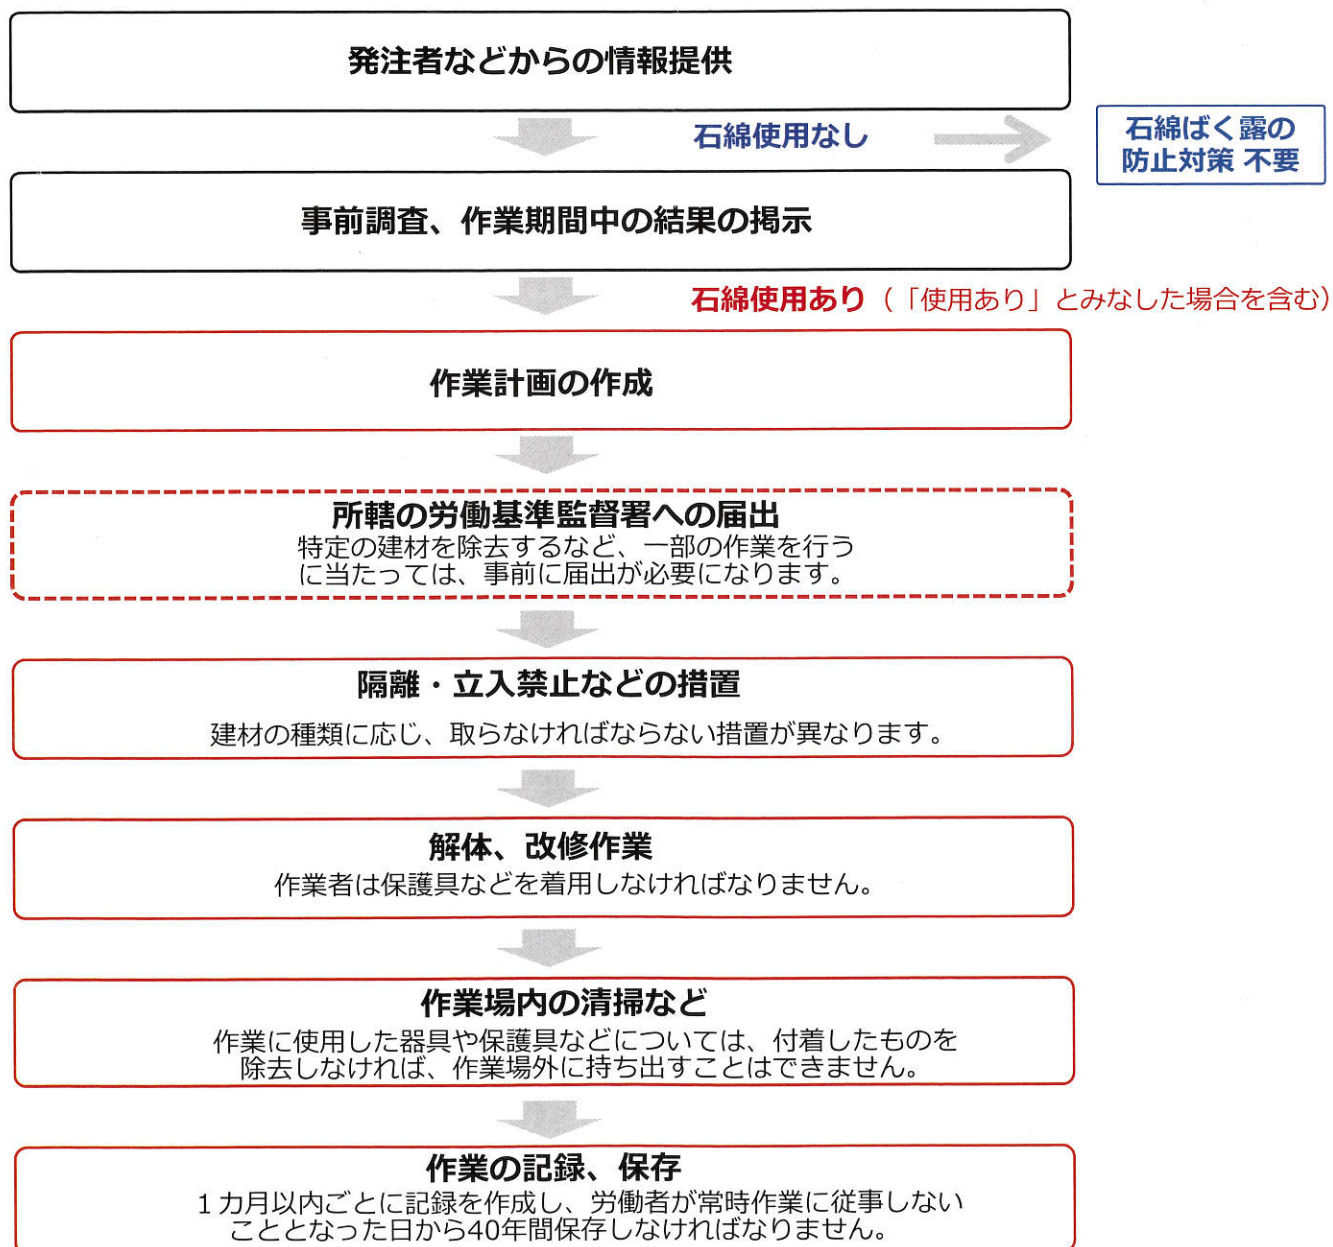 発注者などからの情報提供
石綿使用なし
石綿ばく露の
防止対策 不要
事前調査、作業期間中の結果の掲示
石綿使用あり（「使用あり」とみなした場合を含む）
作業計画の作成
所轄の労働基準監督署への届出
特定の建材を除去するなど、一部の作業を行う
に当たっては、事前に届出が必要になります。
隔離・立入禁止などの措置
建材の種類に応じ、取らなければならない措置が異なります。
解体、改修作業
作業者は保護具などを着用しなければなりません。
作業場内の清掃など
作業に使用した器具や保護具などについては、付着したものを
除去しなければ、作業場外に持ち出すことはできません。
作業の記録、保存
１カ月以内ごとに記録を作成し、労働者が常時作業に従事しない
こととなった日から40年間保存しなければなりません。